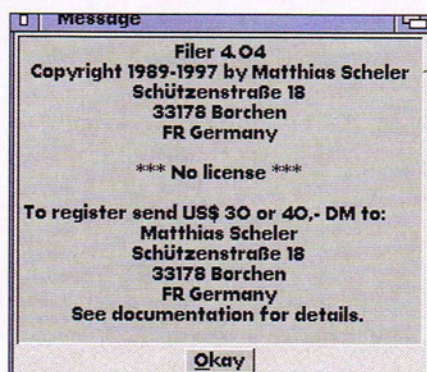 Message
Filer 4.04
Copyright 1989-1997 by Matthias Scheler
Schützenstraße 18
33178 Borchen
FR Germany
*** No license ***
To register send US$ 30 or 40,- DM to:
Matthias Scheler
Schützenstraße 18
33178 Borchen
FR Germany
See documentation for details.
Okay